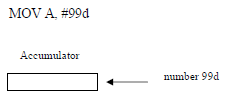 MOV A, #99d
Accumulator
number 99d